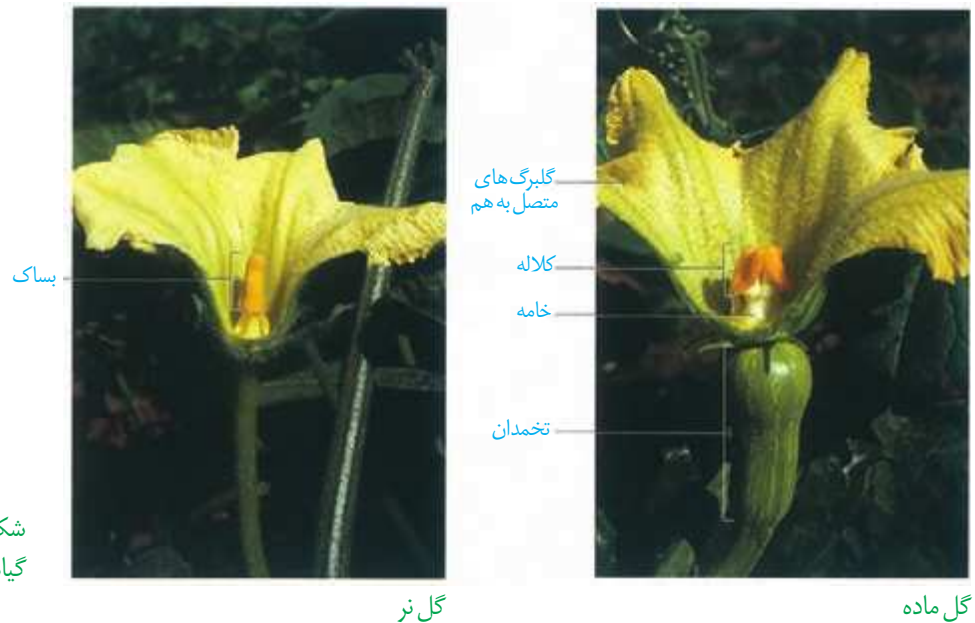 گلبرگ‌های
متصل به هم
کلاله
خامه
تخمدان
گل ماده
بساک
گل نر